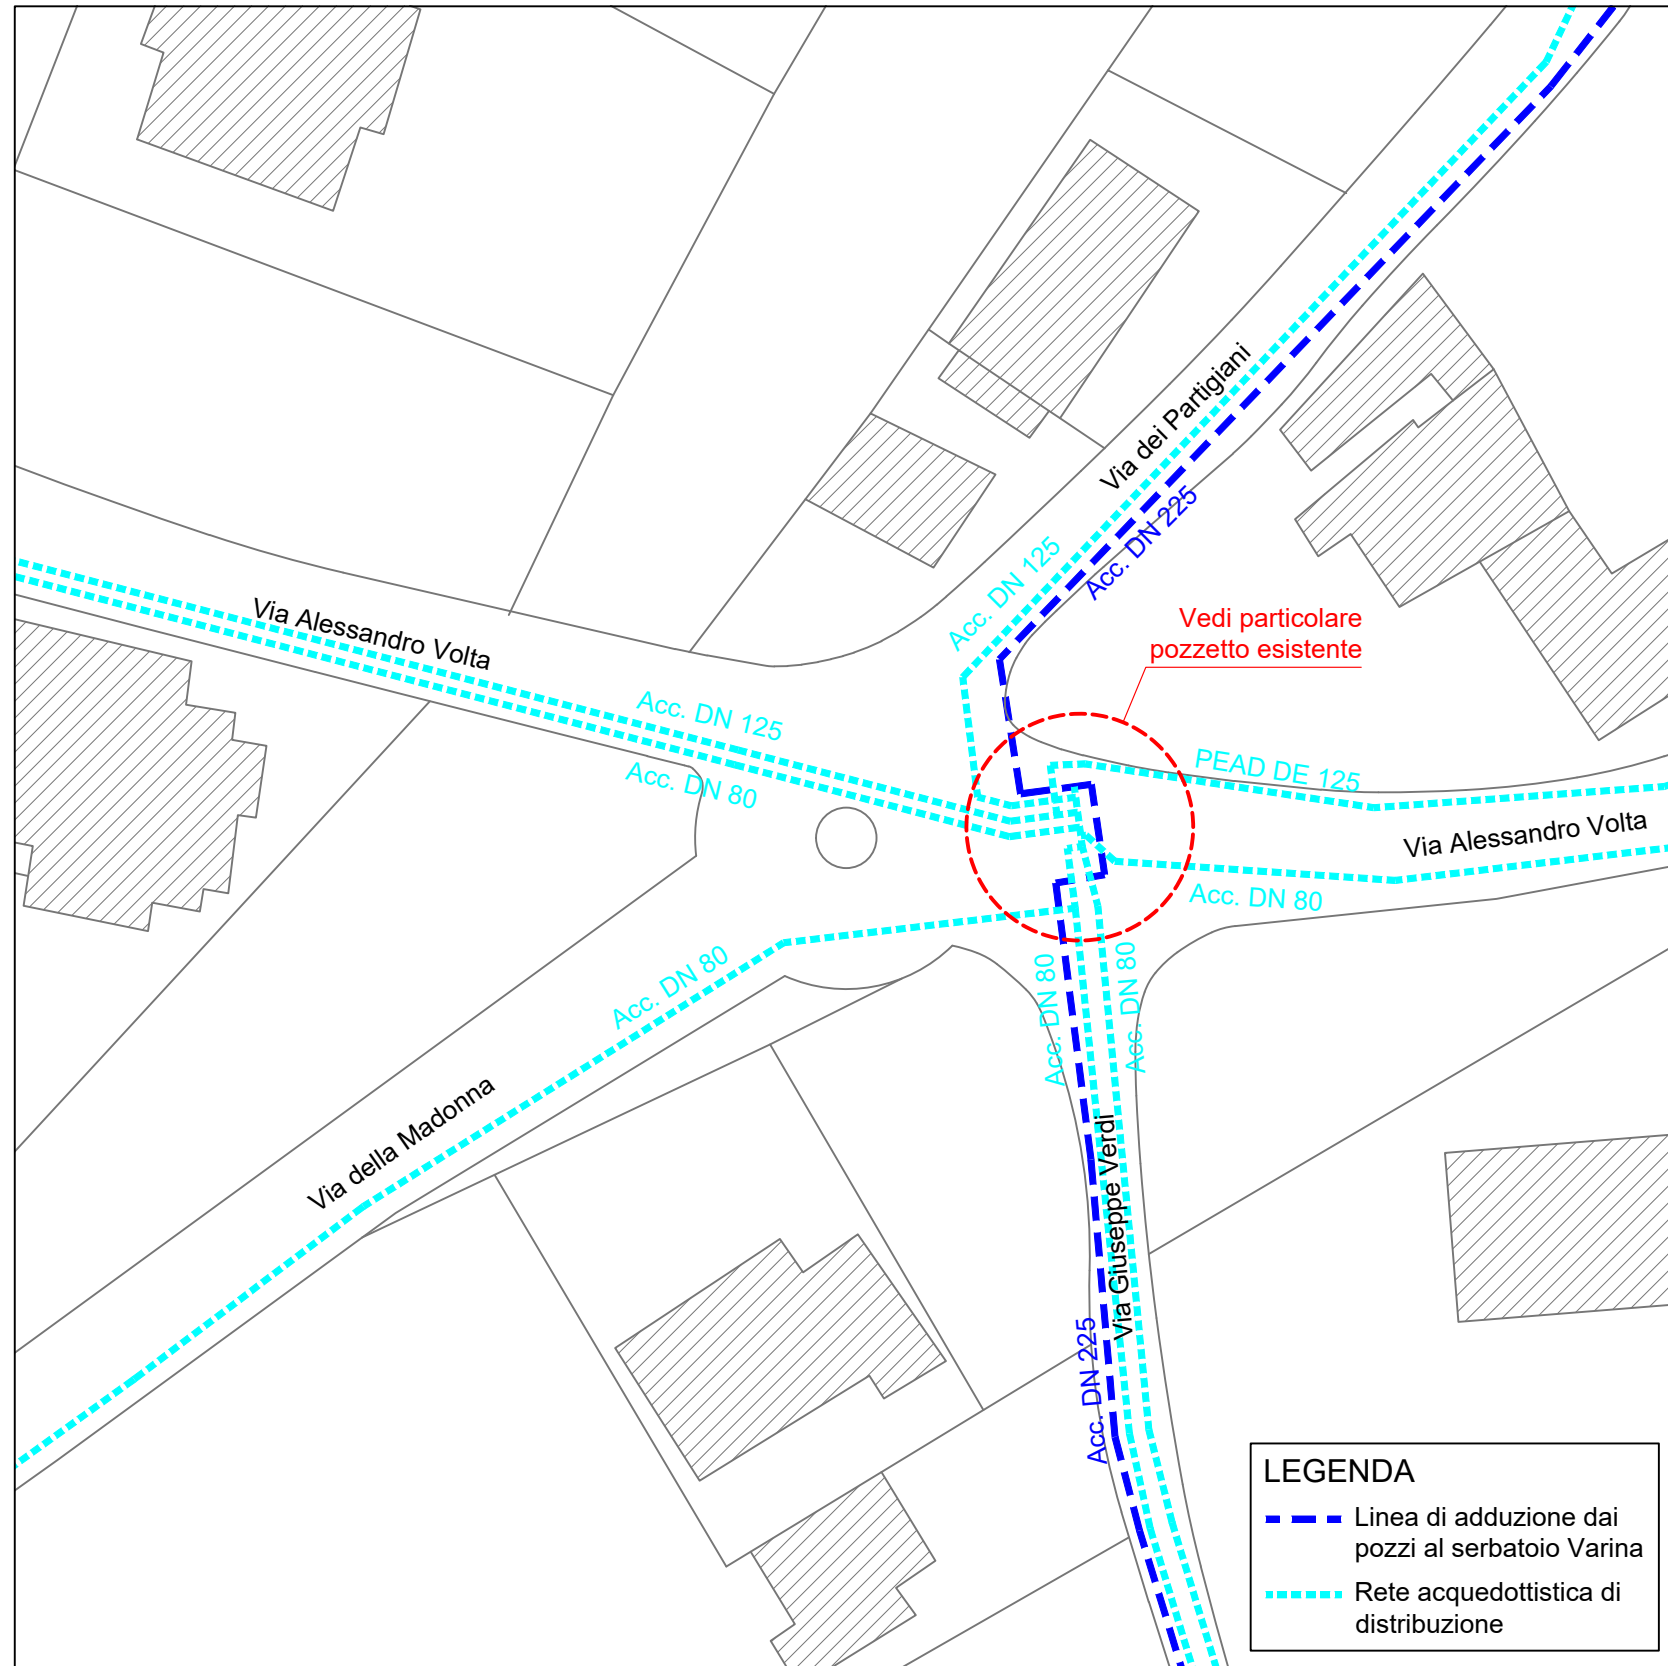 Via dei Partigiani
Acc. DN 225
Acc. DN 125
Vedi particolare
pozzetto esistente
Via Alessandro Volta
Acc. DN 125
Acc. DN 80
PEAD DE 125
Via Alessandro Volta
Acc. DN 80
Acc. DN 80
Acc. DN 80
Acc. DN 80
Via della Madonna
Via Giuseppe Verdi
Acc. DN 225
LEGENDA
Linea di adduzione dai
pozzi al serbatoio Varina
Rete acquedottistica di
distribuzione